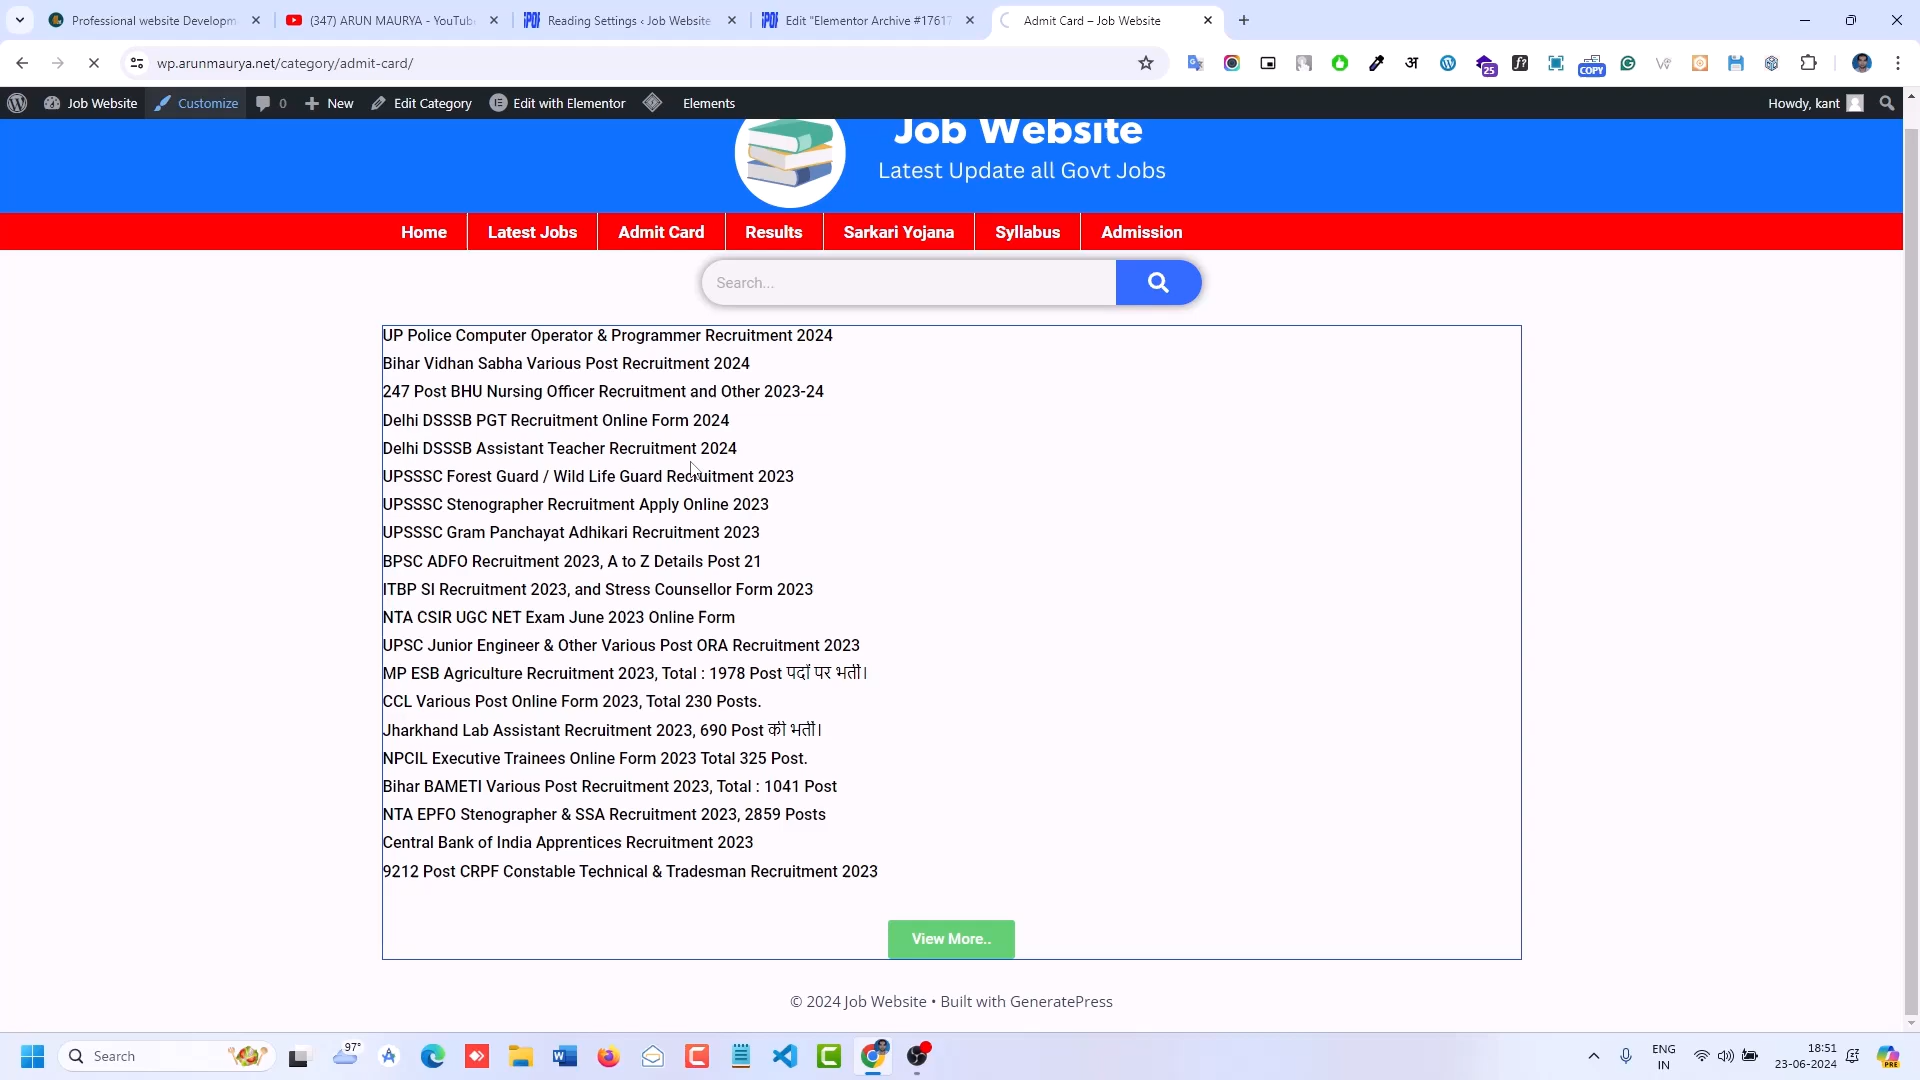 Professional website Developm
(347) ARUN MAURYA - YouTube
Reading Settings ‹ Job Website
Edit "Elementor Archive #17617
Admit Card – Job Website
wp.arunmaurya.net/category/admit-card/
25
f?
COPY
अ
Job Website
Customize
0
New
Edit Category
Edit with Elementor
Elements
Howdy, kant
Job Website
Latest Update all Govt Jobs
Home
Latest Jobs
Admit Card
Results
Sarkari Yojana
Syllabus
Admission
Search...
UP Police Computer Operator & Programmer Recruitment 2024
Bihar Vidhan Sabha Various Post Recruitment 2024
247 Post BHU Nursing Officer Recruitment and Other 2023-24
Delhi DSSSB PGT Recruitment Online Form 2024
Delhi DSSSB Assistant Teacher Recruitment 2024
UPSSSC Forest Guard / Wild Life Guard Recruitment 2023
UPSSSC Stenographer Recruitment Apply Online 2023
UPSSSC Gram Panchayat Adhikari Recruitment 2023
BPSC ADFO Recruitment 2023, A to Z Details Post 21
ITBP SI Recruitment 2023, and Stress Counsellor Form 2023
NTA CSIR UGC NET Exam June 2023 Online Form
UPSC Junior Engineer & Other Various Post ORA Recruitment 2023
MP ESB Agriculture Recruitment 2023, Total : 1978 Post पदों पर भर्ती।
CCL Various Post Online Form 2023, Total 230 Posts.
Jharkhand Lab Assistant Recruitment 2023, 690 Post की भर्ती।
NPCIL Executive Trainees Online Form 2023 Total 325 Post.
Bihar BAMETI Various Post Recruitment 2023, Total : 1041 Post
NTA EPFO Stenographer & SSA Recruitment 2023, 2859 Posts
Central Bank of India Apprentices Recruitment 2023
9212 Post CRPF Constable Technical & Tradesman Recruitment 2023
View More..
© 2024 Job Website • Built with GeneratePress
Search
97°
ENG
IN
18:51
23-06-2024
PRE